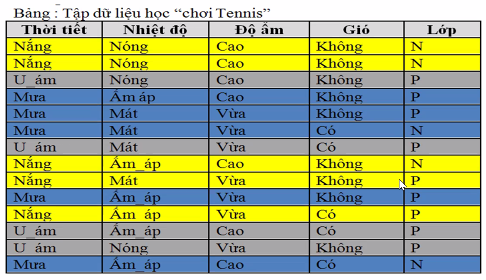 Bảng : Tập dữ liệu học “chơi Tennis”
Thời tiết Nhiệt độ Độ ẩm Gió Lớp
Nắng Nóng Cao Không N
Nắng Nóng Cao Không N
U_ám Nóng Cao Không P
Mưa Ấm áp Cao Không P
Mưa Mát Vừa Không P
Mưa Mát Vừa Có N
U_ám Mát Vừa Có P
Nắng Ấm_áp Cao Không N
Nắng Mát Vừa Không P
Mưa Ấm_áp Vừa Không P
Nắng Ấm_áp Vừa Có P
U_ám Ấm_áp Cao Có P
U_ám Nóng Vừa Không P
Mưa Ấm_áp Cao Có N